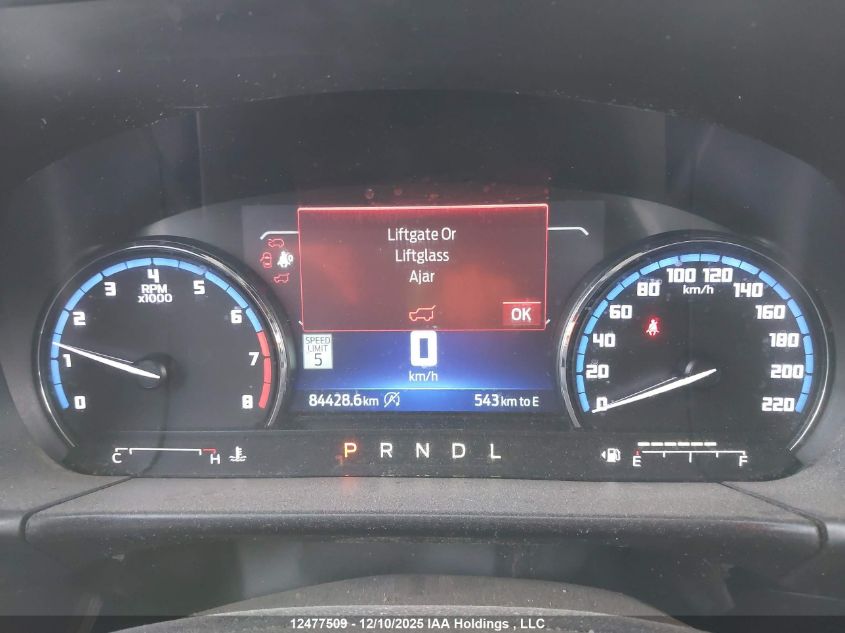 Liftgate Or
Liftglass
Ajar
OK
0 1 2 3 4 5 6 7 8
RPM
x1000
SPEED
LIMIT
5
0
km/h
84428.6 km
543 km to E
0 20 40 60 80 100 120 140 160 180 200 220
km/h
C H
P R N D L
E F
12477509 - 12/10/2025 IAA Holdings , LLC